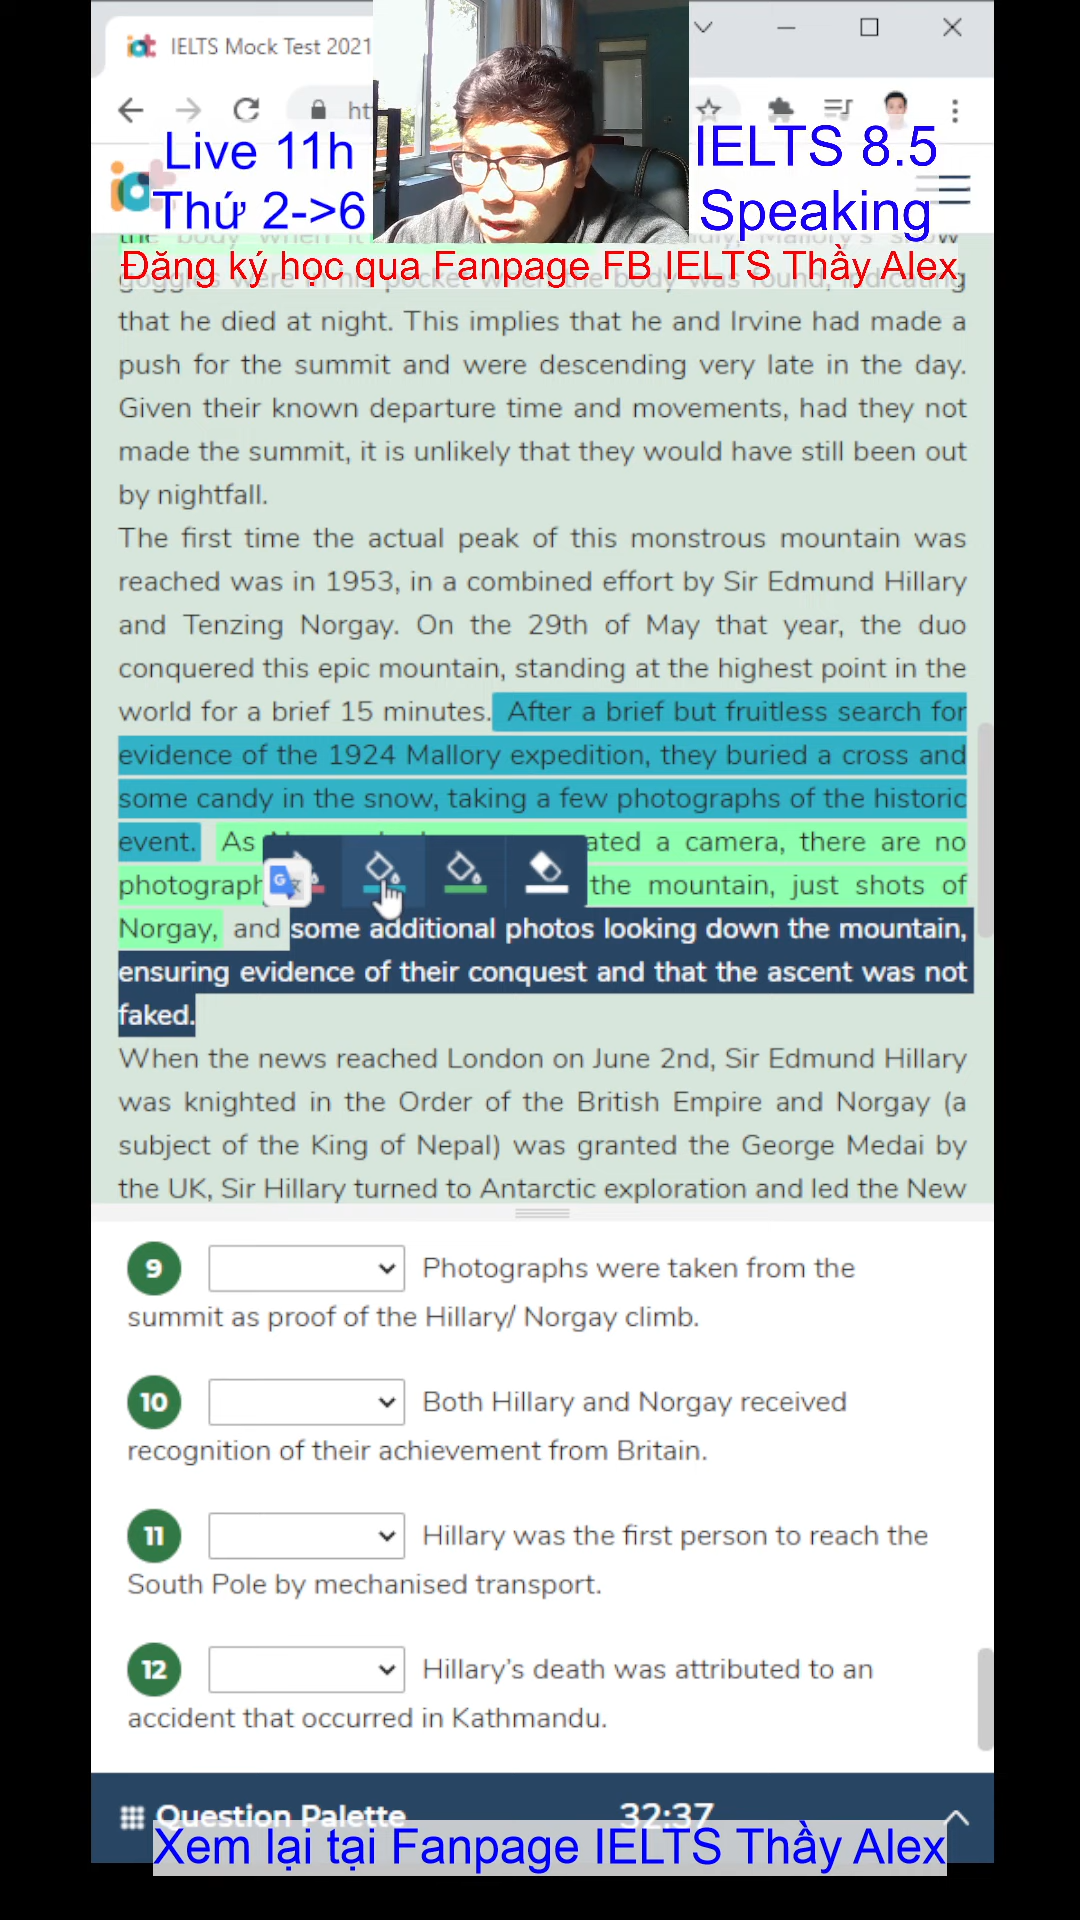 IELTS Mock Test 2021
Live 11h
Thứ 2->6
IELTS 8.5
Speaking
Đăng ký học qua Fanpage FB IELTS Thầy Alex
goggles were in his pocket when the body was found, indicating
that he died at night. This implies that he and Irvine had made a
push for the summit and were descending very late in the day.
Given their known departure time and movements, had they not
made the summit, it is unlikely that they would have still been out
by nightfall.
The first time the actual peak of this monstrous mountain was
reached was in 1953, in a combined effort by Sir Edmund Hillary
and Tenzing Norgay. On the 29th of May that year, the duo
conquered this epic mountain, standing at the highest point in the
world for a brief 15 minutes. After a brief but fruitless search for
evidence of the 1924 Mallory expedition, they buried a cross and
some candy in the snow, taking a few photographs of the historic
event. As ated a camera, there are no
photograph the mountain, just shots of
Norgay, and some additional photos looking down the mountain,
ensuring evidence of their conquest and that the ascent was not
faked.
When the news reached London on June 2nd, Sir Edmund Hillary
was knighted in the Order of the British Empire and Norgay (a
subject of the King of Nepal) was granted the George Medai by
the UK, Sir Hillary turned to Antarctic exploration and led the New
9 Photographs were taken from the
summit as proof of the Hillary/ Norgay climb.
10 Both Hillary and Norgay received
recognition of their achievement from Britain.
11 Hillary was the first person to reach the
South Pole by mechanised transport.
12 Hillary's death was attributed to an
accident that occurred in Kathmandu.
Question Palette 32:37
Xem lại tại Fanpage IELTS Thầy Alex